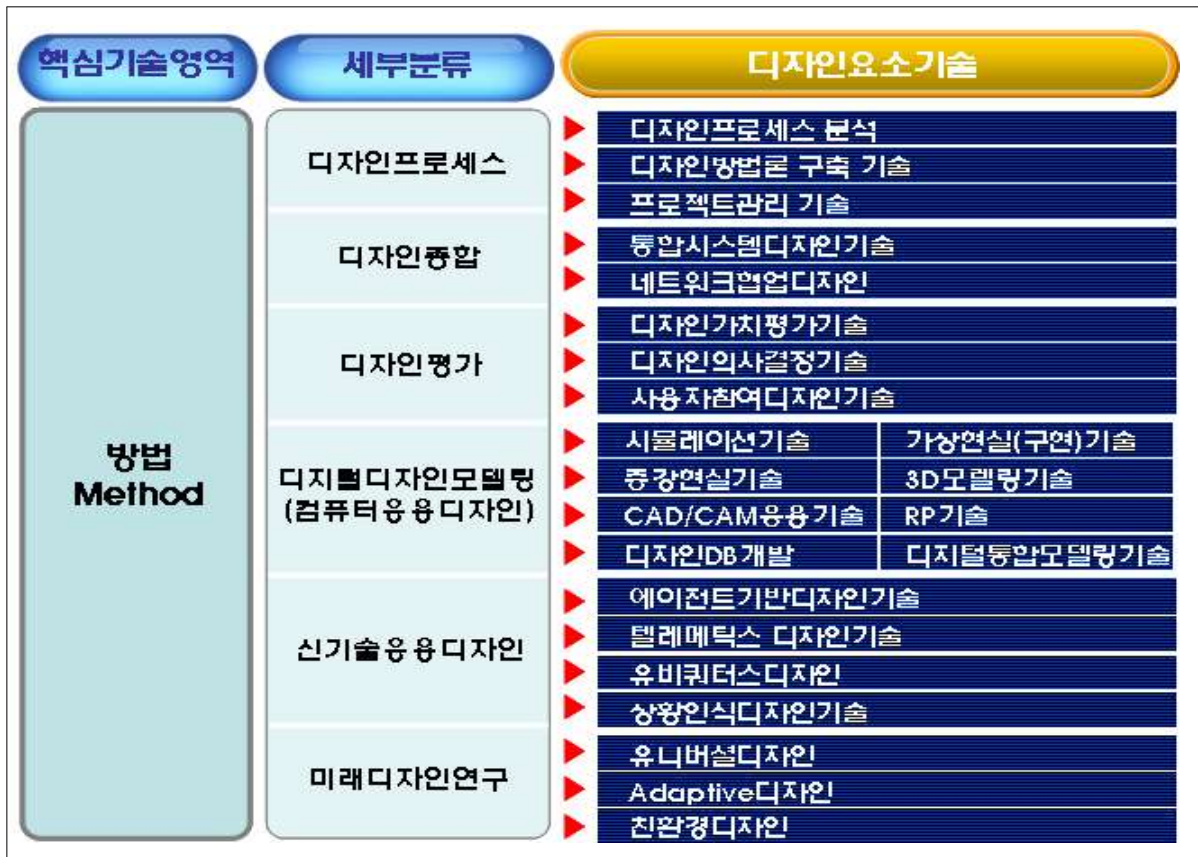 핵심기술영역
세부분류
디자인요소기술
방법
Method
디자인프로세스
디자인프로세스 분석
디자인방법론 구축 기술
프로젝트관리 기술
디자인종합
통합시스템디자인기술
네트워크협업디자인
디자인평가
디자인가치평가기술
디자인의사결정기술
사용자참여디자인기술
디지털디자인모델링
(컴퓨터응용디자인)
시뮬레이션기술
가상현실(구현)기술
증강현실기술
3D모델링기술
CAD/CAM응용기술
RP기술
디자인DB개발
디지털통합모델링기술
신기술응용디자인
에이전트기반디자인기술
텔레메틱스 디자인기술
유비쿼터스디자인
상황인식디자인기술
미래디자인연구
유니버설디자인
Adaptive디자인
친환경디자인